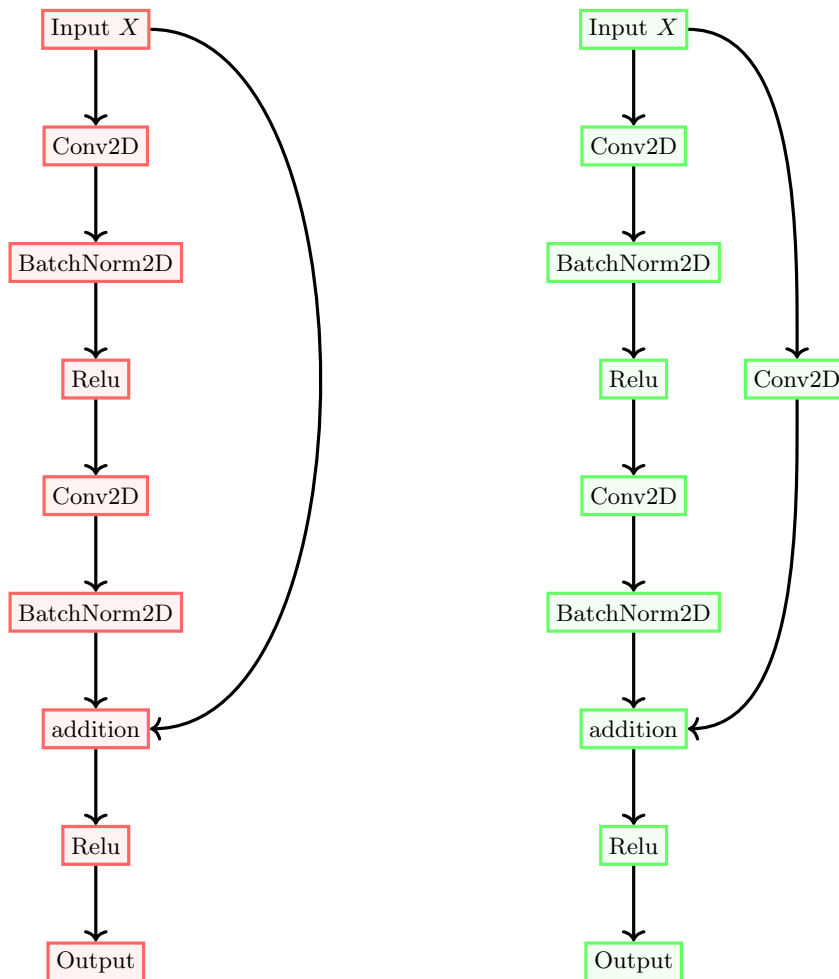 Input X
Conv2D
BatchNorm2D
Relu
Conv2D
BatchNorm2D
addition
Relu
Output
Input X
Conv2D
BatchNorm2D
Relu
Conv2D
Conv2D
BatchNorm2D
addition
Relu
Output